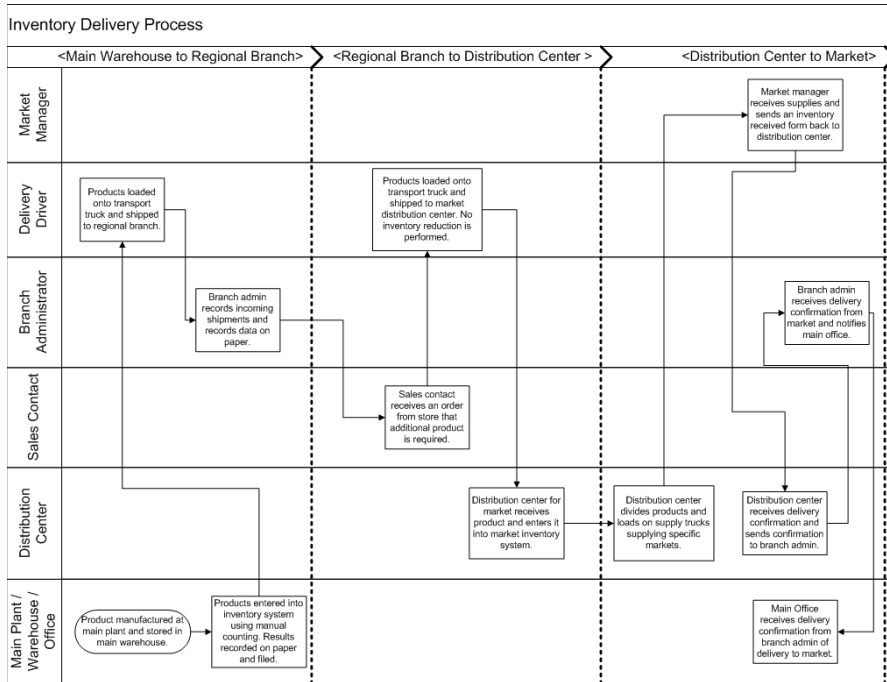 Inventory Delivery Process
<Main Warehouse to Regional Branch>
<Regional Branch to Distribution Center >
<Distribution Center to Market>
Market
Manager
Market manager
receives supplies and
sends an inventory
received form back to
distribution center.
Delivery
Driver
Products loaded
onto transport
truck and shipped
to regional branch.
Products loaded onto
transport truck and
shipped to market
distribution center. No
inventory reduction is
performed.
Branch
Administrator
Branch admin
records incoming
shipments and
records data on
paper.
Branch admin
receives delivery
confirmation from
market and notifies
main office.
Sales Contact
Sales contact
receives an order
from store that
additional product
is required.
Distribution
Center
Distribution center for
market receives
product and enters it
into market inventory
system.
Distribution center
divides products and
loads on supply trucks
supplying specific
markets.
Distribution center
receives delivery
confirmation and
sends confirmation
to branch admin.
Main Plant /
Warehouse /
Office
Product manufactured at
main plant and stored in
main warehouse.
Products entered into
inventory system
using manual
counting. Results
recorded on paper
and filed.
Main Office
receives delivery
confirmation from
branch admin of
delivery to market.